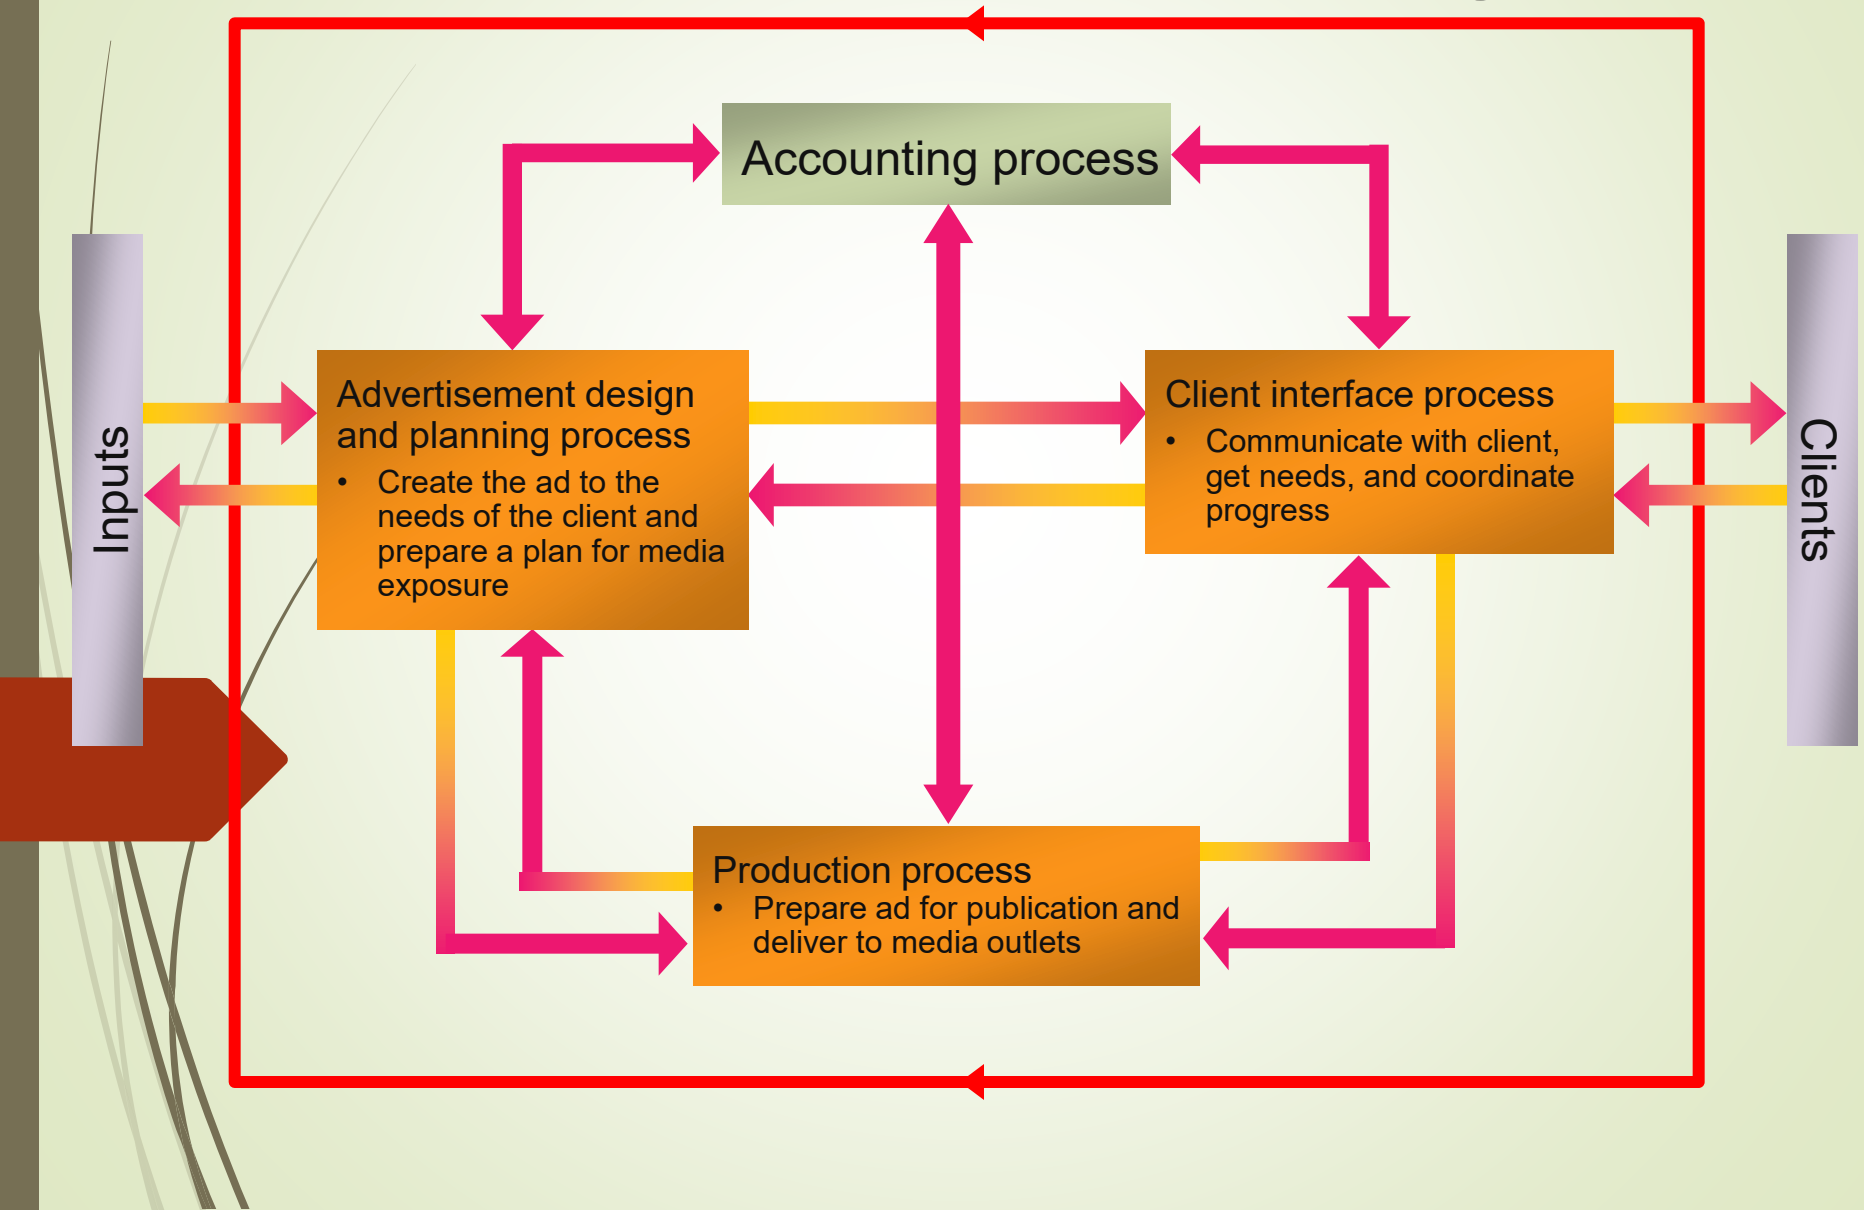 Accounting process
Inputs
Advertisement design
and planning process
• Create the ad to the
needs of the client and
prepare a plan for media
exposure
Client interface process
• Communicate with client,
get needs, and coordinate
progress
Clients
Production process
• Prepare ad for publication and
deliver to media outlets